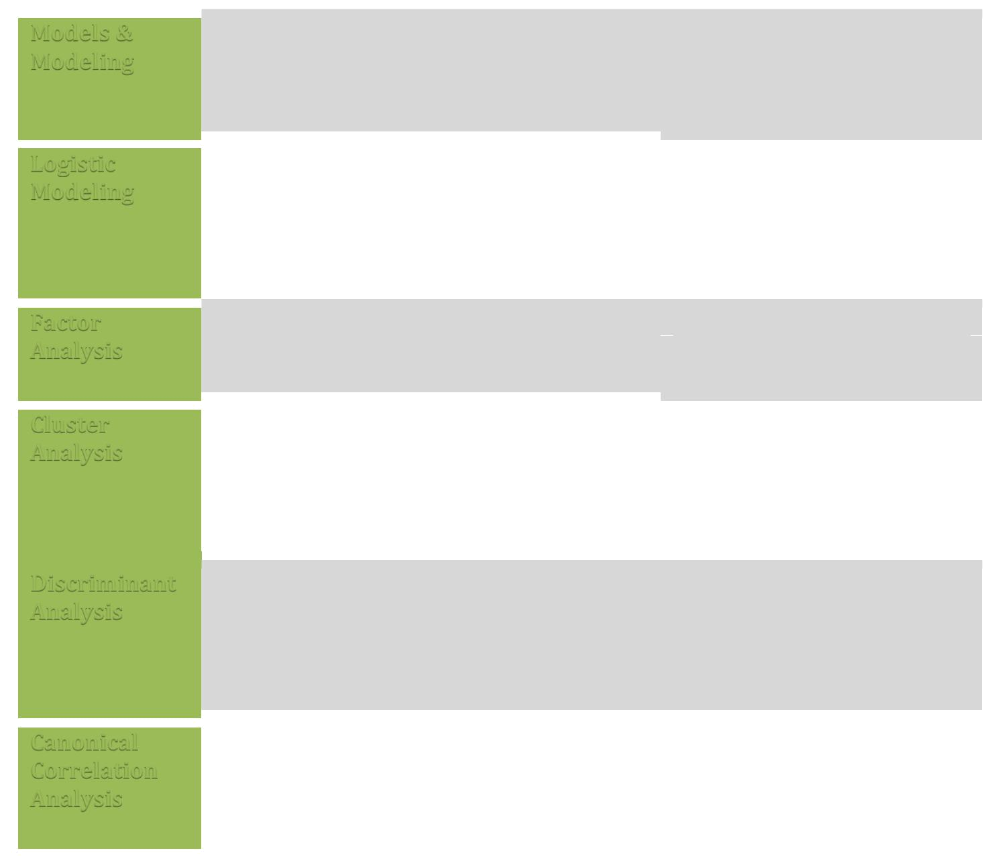 Models &
Modeling
Logistic
Modeling
Factor
Analysis
Cluster
Analysis
Discriminant
Analysis
Canonical
Correlation
Analysis